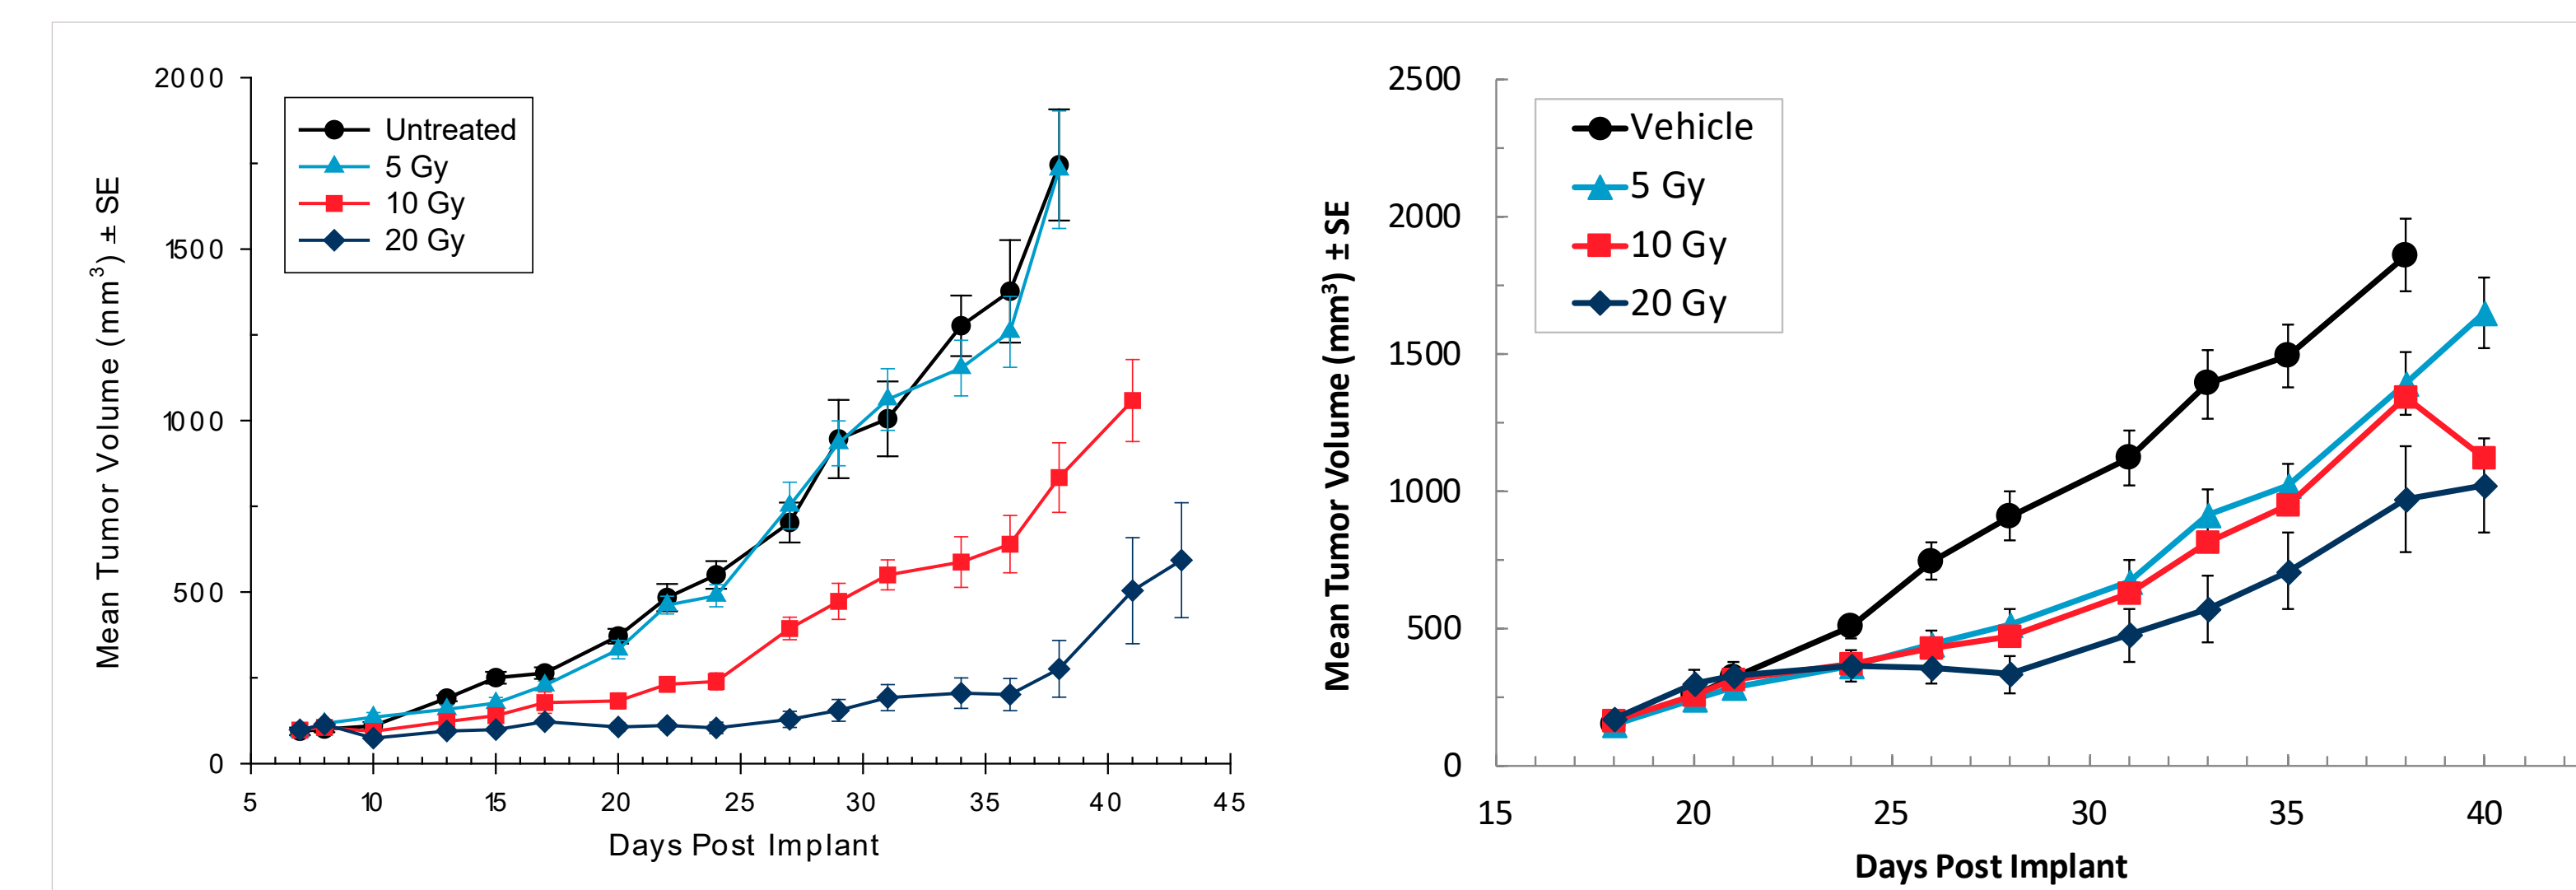 2000
1500
1000
500
0
Mean Tumor Volume (mm³) ± SE
Untreated
5 Gy
10 Gy
20 Gy
5 10 15 20 25 30 35 40 45
Days Post Implant
2500
2000
1500
1000
500
0
Mean Tumor Volume (mm³) ± SE
Vehicle
5 Gy
10 Gy
20 Gy
15 20 25 30 35 40
Days Post Implant